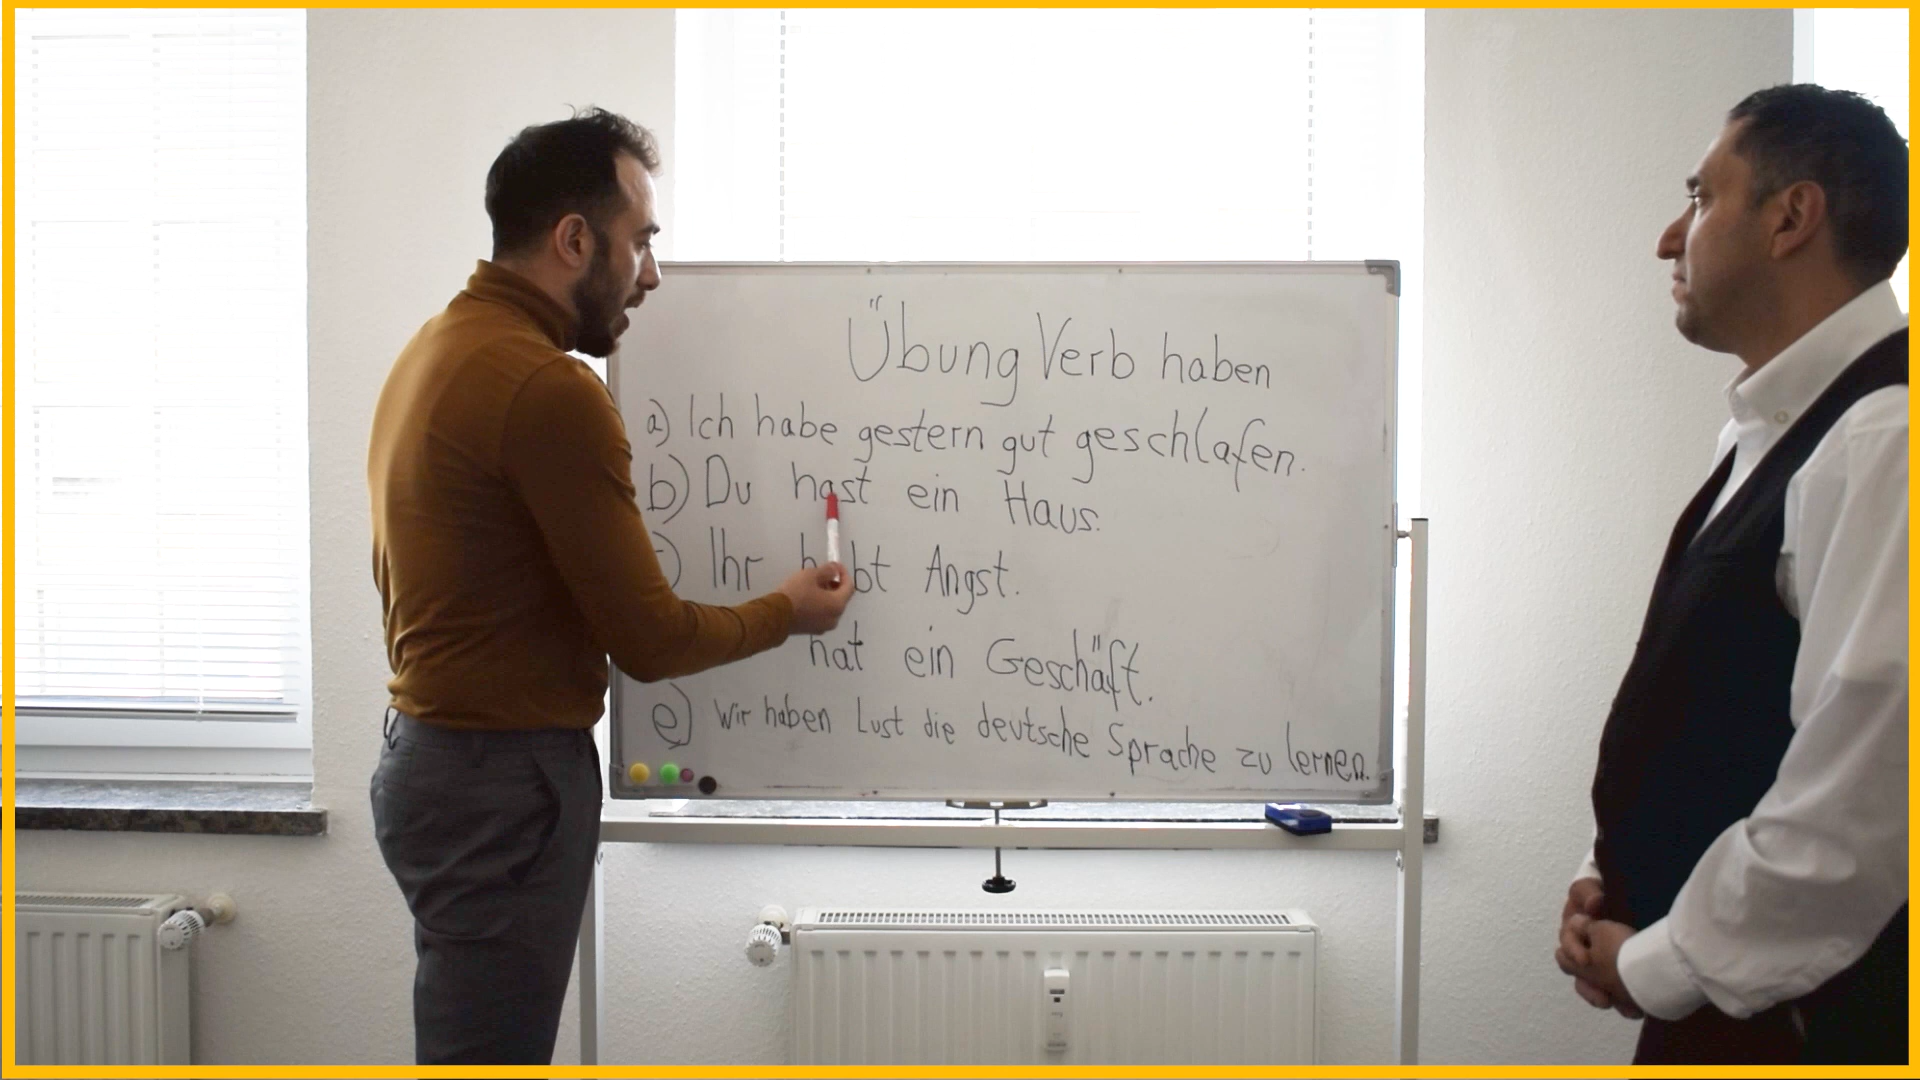 Übung Verb haben
a) Ich habe gestern gut geschlafen.
b) Du hast ein Haus.
Ihr habt Angst.
hat ein Geschäft.
e) Wir haben Lust die deutsche Sprache zu lernen.